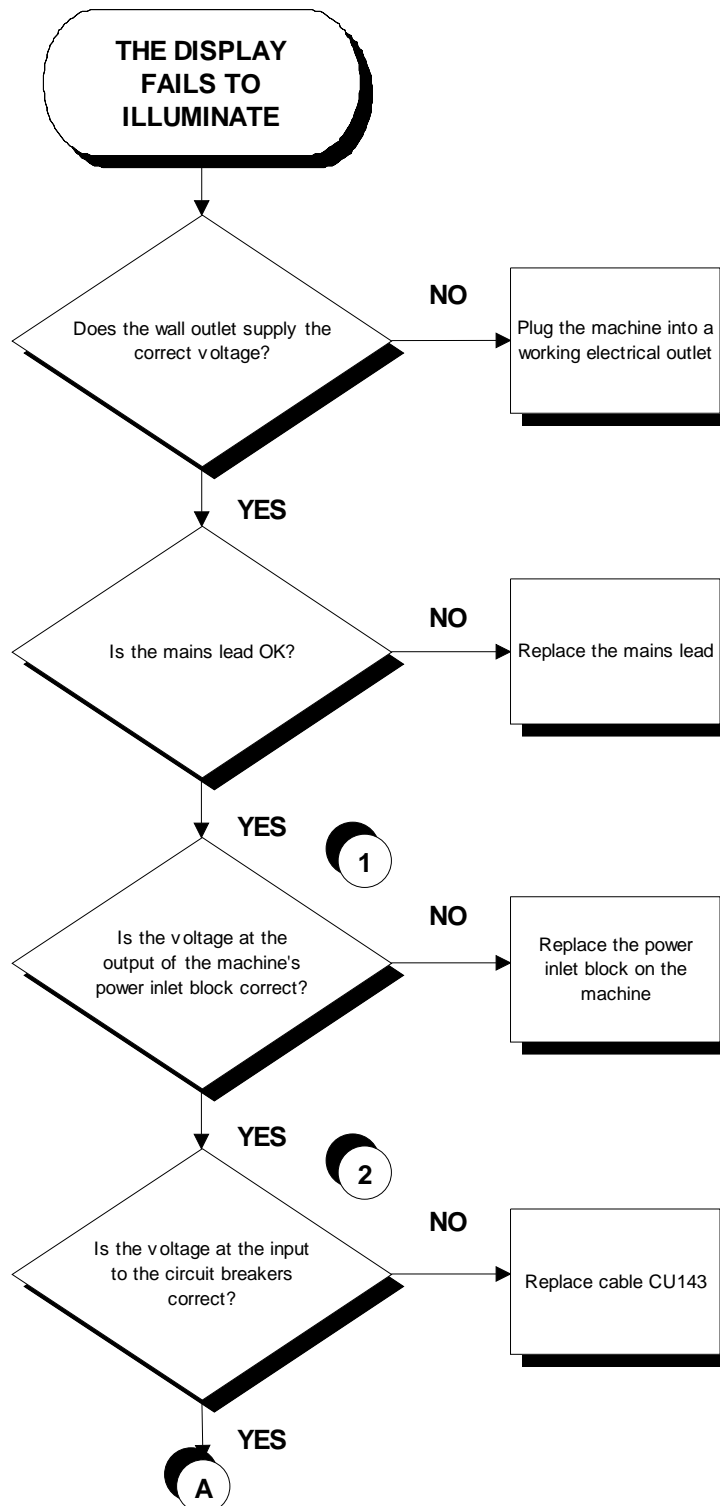 THE DISPLAY
FAILS TO
ILLUMINATE
Does the wall outlet supply the
correct voltage?
NO
Plug the machine into a
working electrical outlet
YES
Is the mains lead OK?
NO
Replace the mains lead
YES
1
Is the voltage at the
output of the machine's
power inlet block correct?
NO
Replace the power
inlet block on the
machine
YES
2
Is the voltage at the input
to the circuit breakers
correct?
NO
Replace cable CU143
YES
A